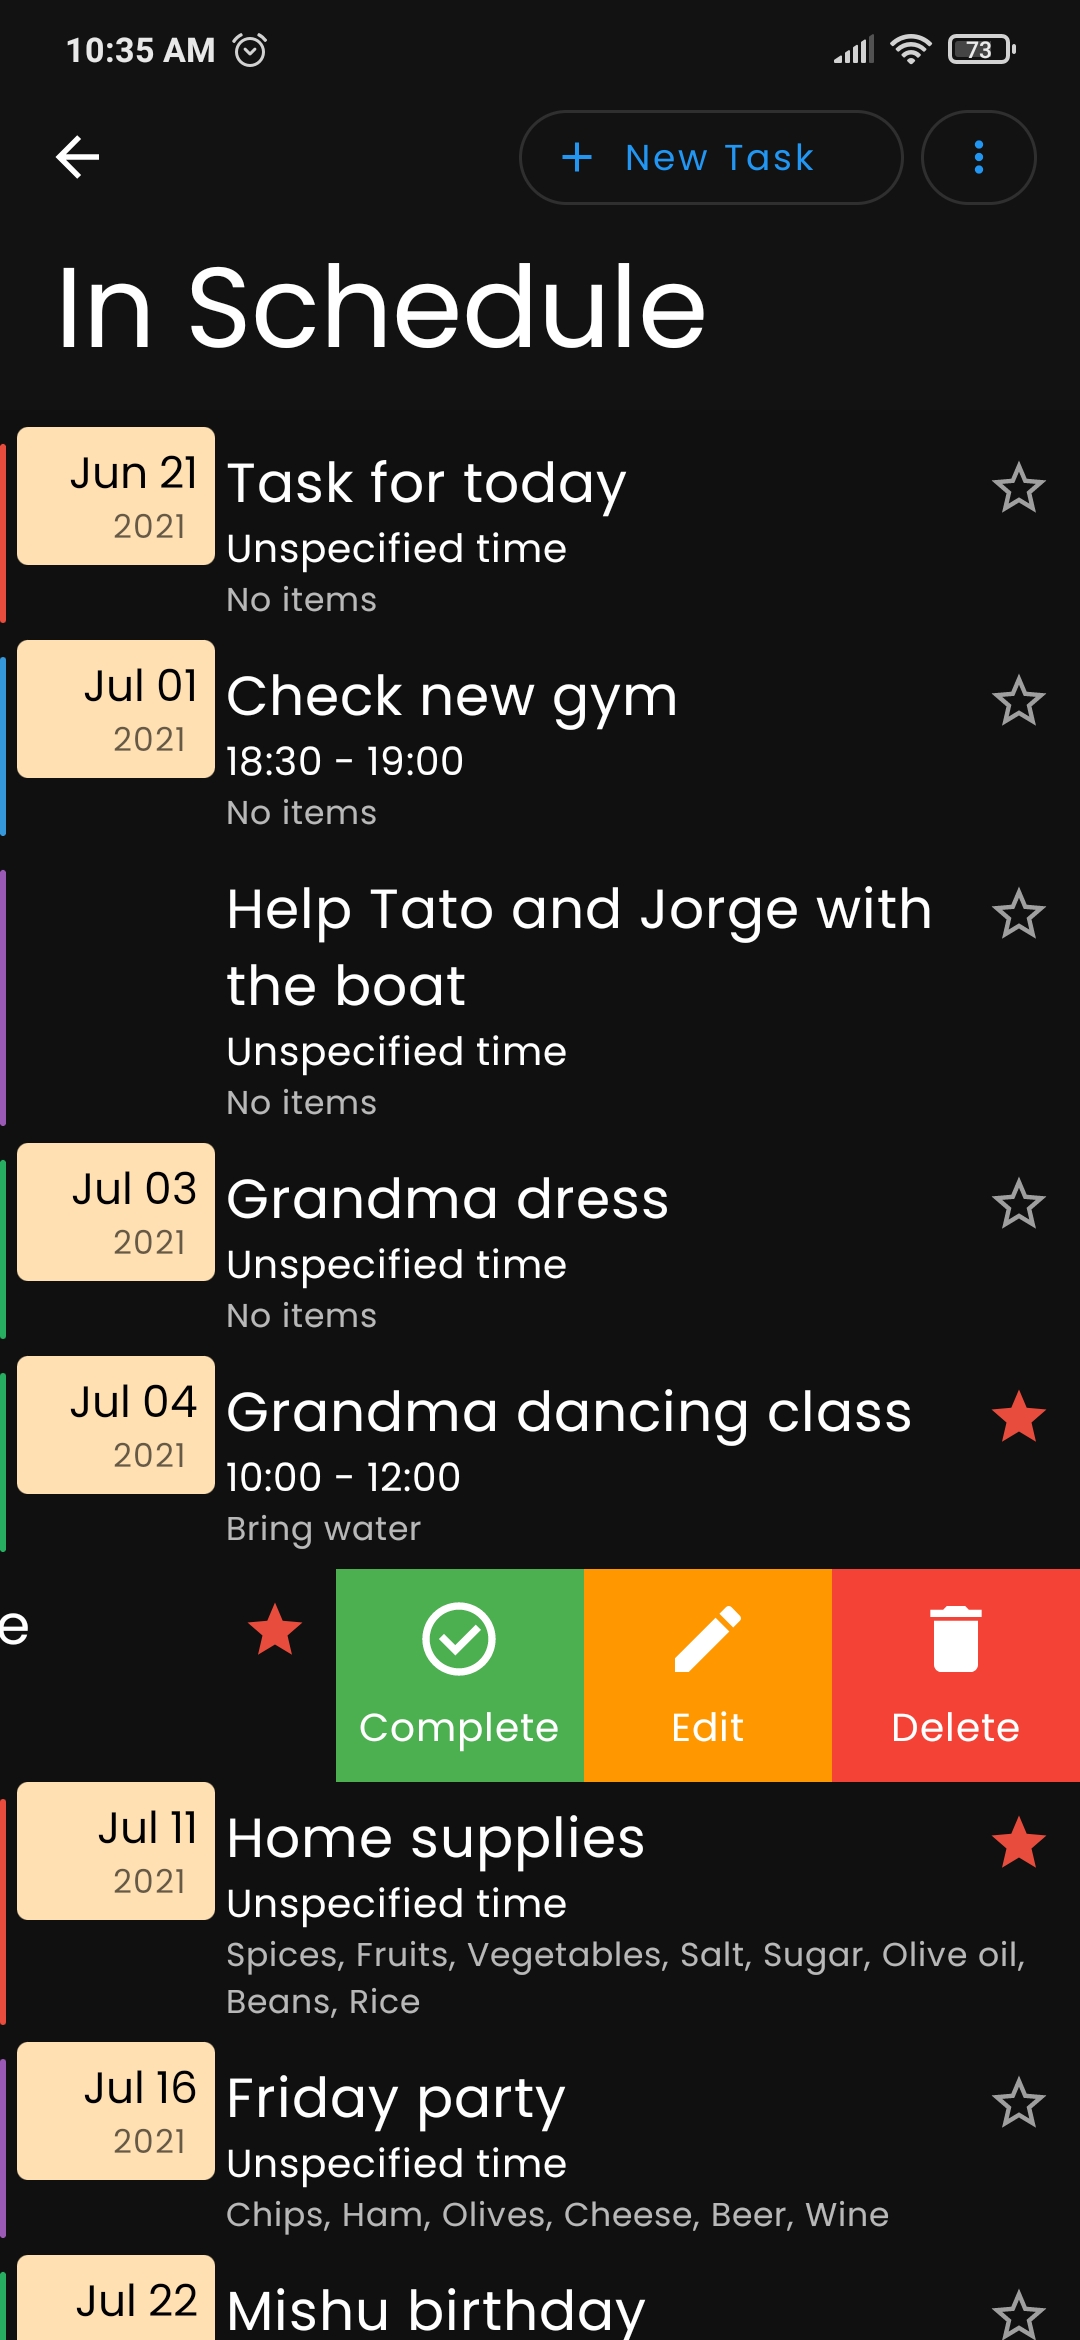 10:35 AM 73
+ New Task
In Schedule
Jun 21
2021
Task for today
Unspecified time
No items
Jul 01
2021
Check new gym
18:30 - 19:00
No items
Help Tato and Jorge with
the boat
Unspecified time
No items
Jul 03
2021
Grandma dress
Unspecified time
No items
Jul 04
2021
Grandma dancing class
10:00 - 12:00
Bring water
e
Complete Edit Delete
Jul 11
2021
Home supplies
Unspecified time
Spices, Fruits, Vegetables, Salt, Sugar, Olive oil,
Beans, Rice
Jul 16
2021
Friday party
Unspecified time
Chips, Ham, Olives, Cheese, Beer, Wine
Jul 22
Mishu birthday